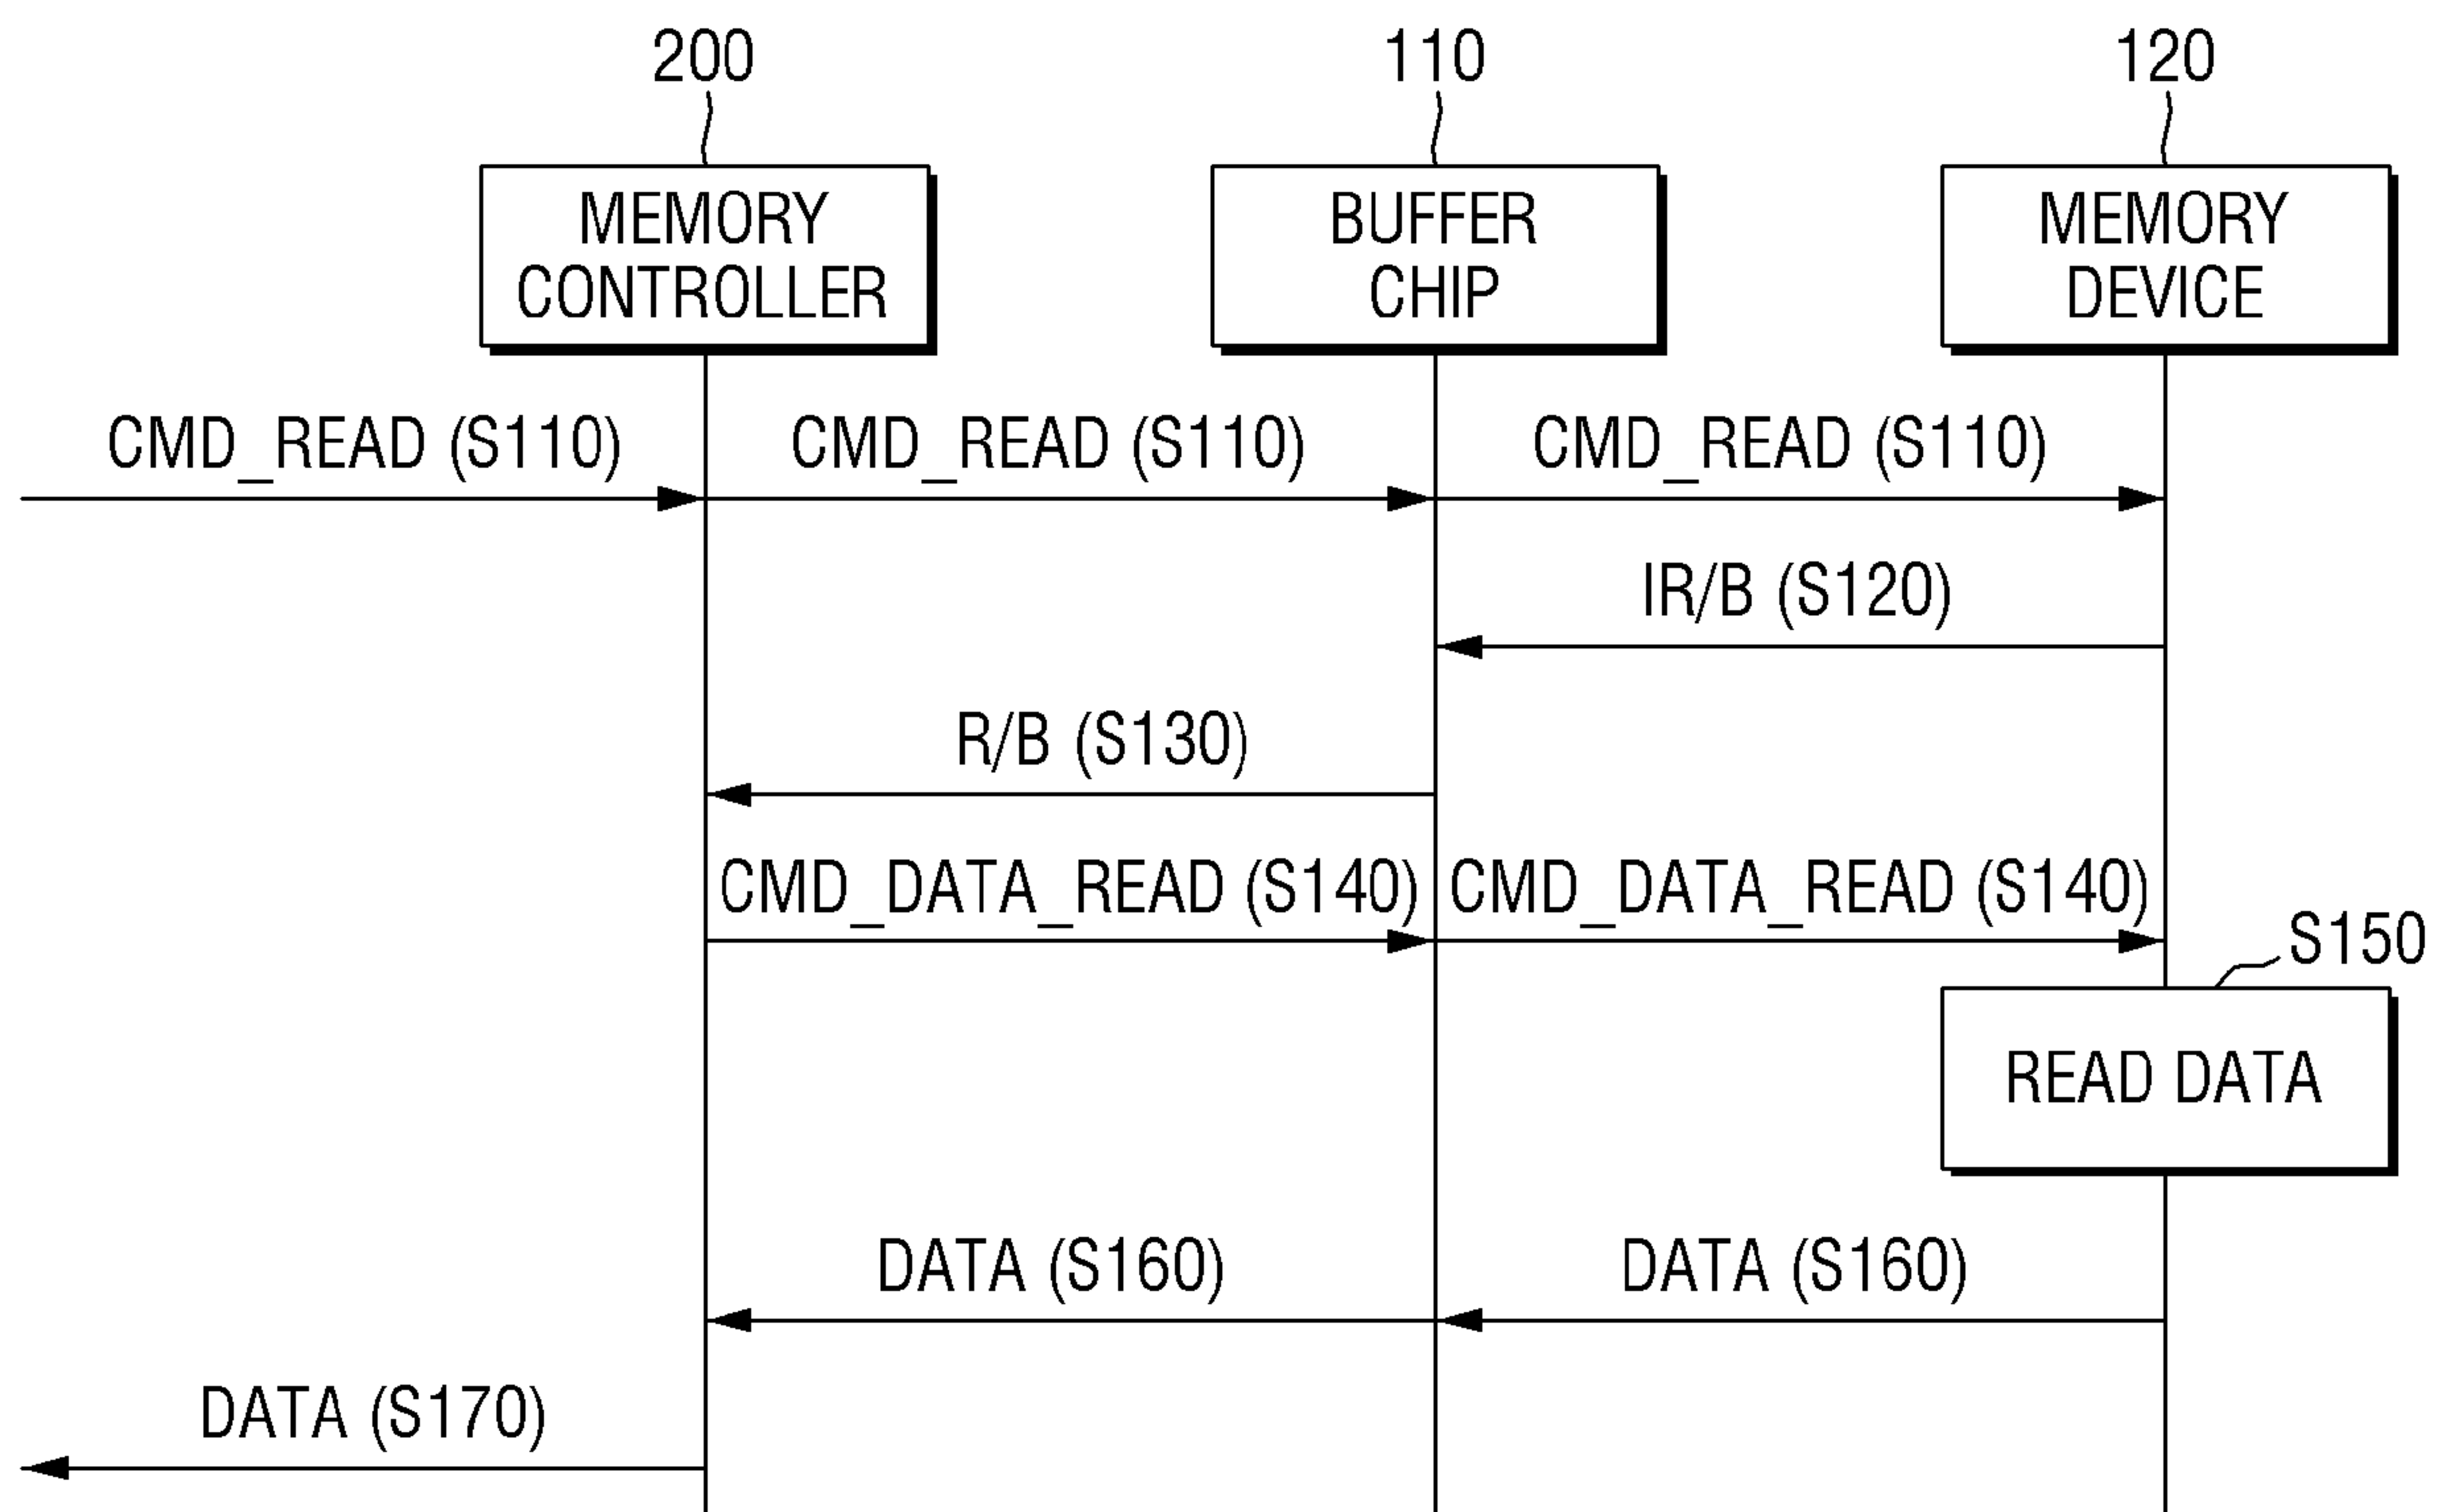 200 110 120
MEMORY CONTROLLER
BUFFER CHIP
MEMORY DEVICE
CMD_READ (S110) CMD_READ (S110) CMD_READ (S110)
IR/B (S120)
R/B (S130)
CMD_DATA_READ (S140) CMD_DATA_READ (S140)
S150
READ DATA
DATA (S160) DATA (S160)
DATA (S170)